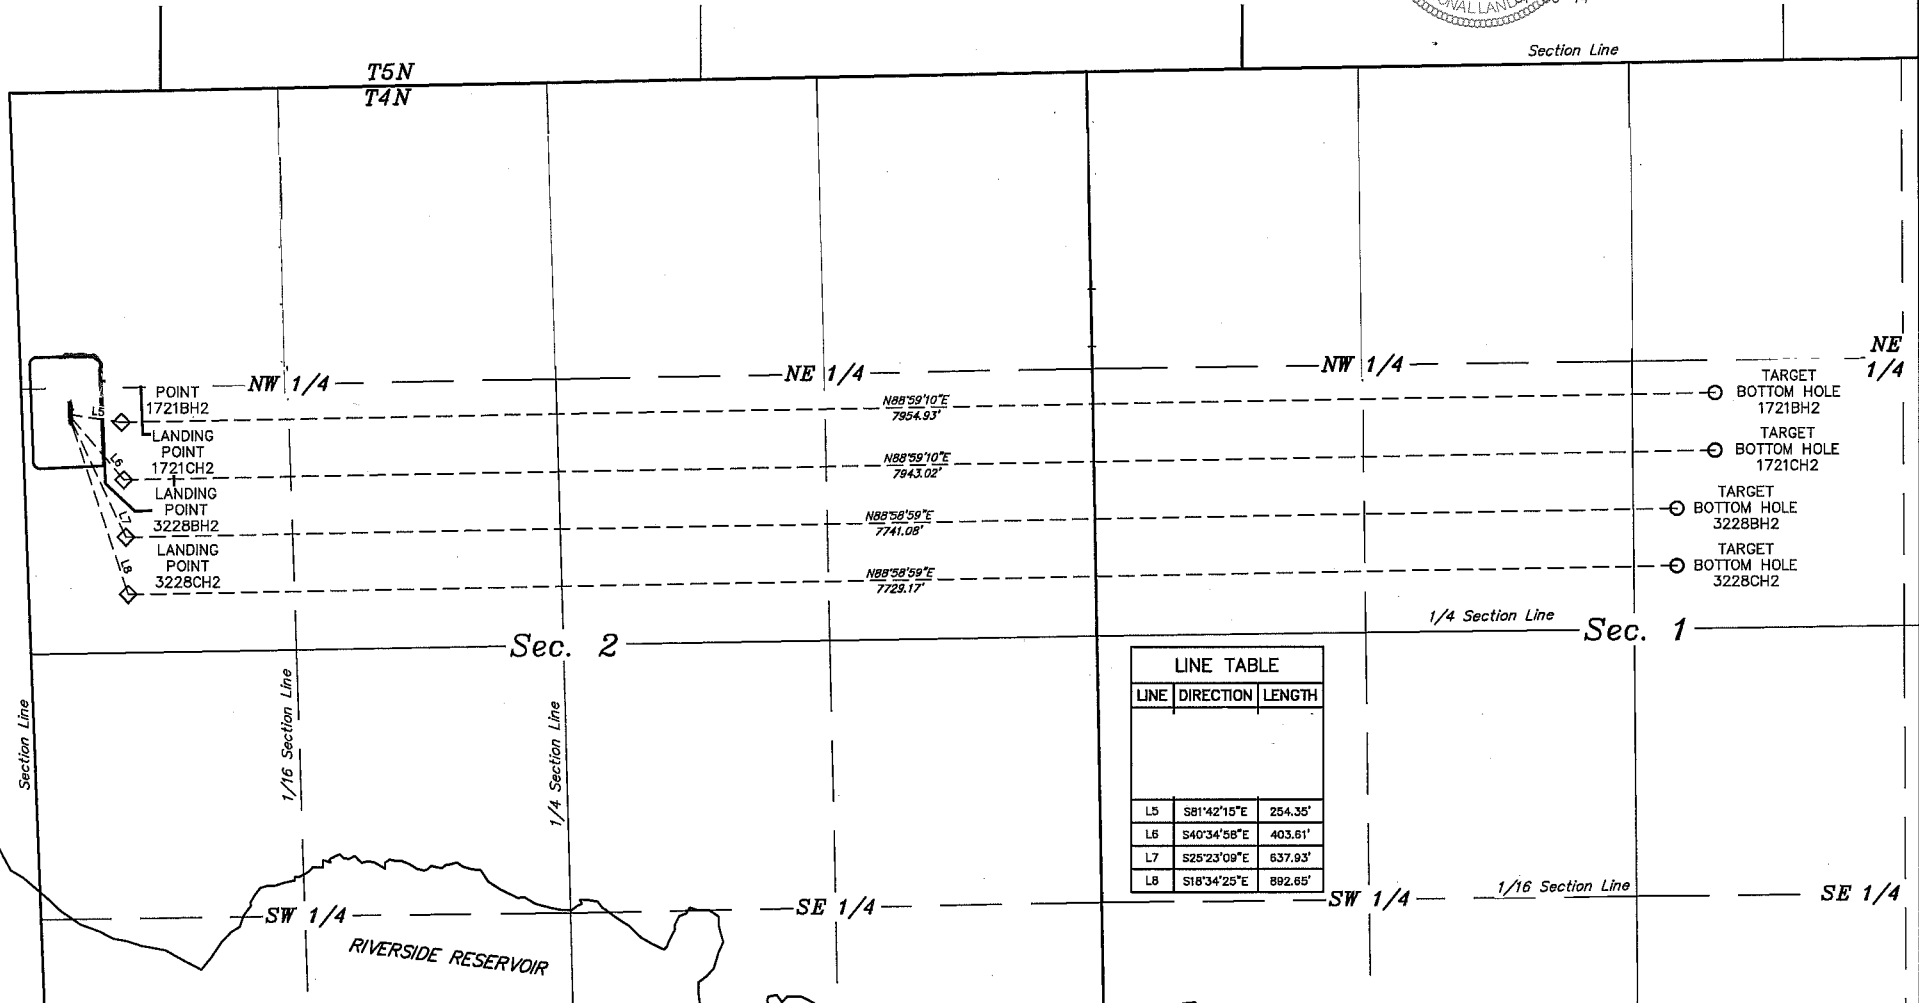 ONAL LAND
Section Line
T5N
T4N
NW 1/4
NE 1/4
NW 1/4
NE
1/4
POINT
1721BH2
LANDING
POINT
1721CH2
LANDING
POINT
3228BH2
LANDING
POINT
3228CH2
L5
L6
L7
L8
N88°59'10"E
7954.93'
N88°59'10"E
7943.02'
N88°58'59"E
7741.08'
N88°58'59"E
7729.17'
TARGET
BOTTOM HOLE
1721BH2
TARGET
BOTTOM HOLE
1721CH2
TARGET
BOTTOM HOLE
3228BH2
TARGET
BOTTOM HOLE
3228CH2
1/4 Section Line
Sec. 2
Sec. 1
Section Line
1/16 Section Line
1/4 Section Line
LINE TABLE
LINE DIRECTION LENGTH
L5 S81°42'15"E 254.35'
L6 S40°34'58"E 403.61'
L7 S25°23'09"E 637.93'
L8 S18°34'25"E 892.65'
1/16 Section Line
SW 1/4
SE 1/4
SW 1/4
SE 1/4
RIVERSIDE RESERVOIR